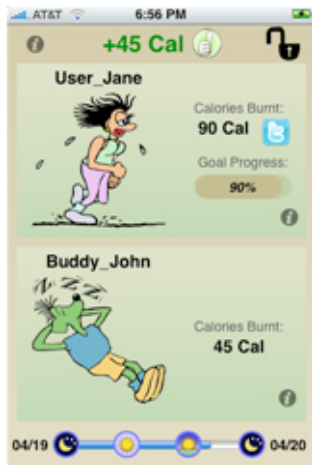 AT&T 6:56 PM
+45 Cal
User_Jane
Calories Burnt:
90 Cal
Goal Progress:
90%
Buddy_John
Z Z Z
Calories Burnt:
45 Cal
04/19 04/20